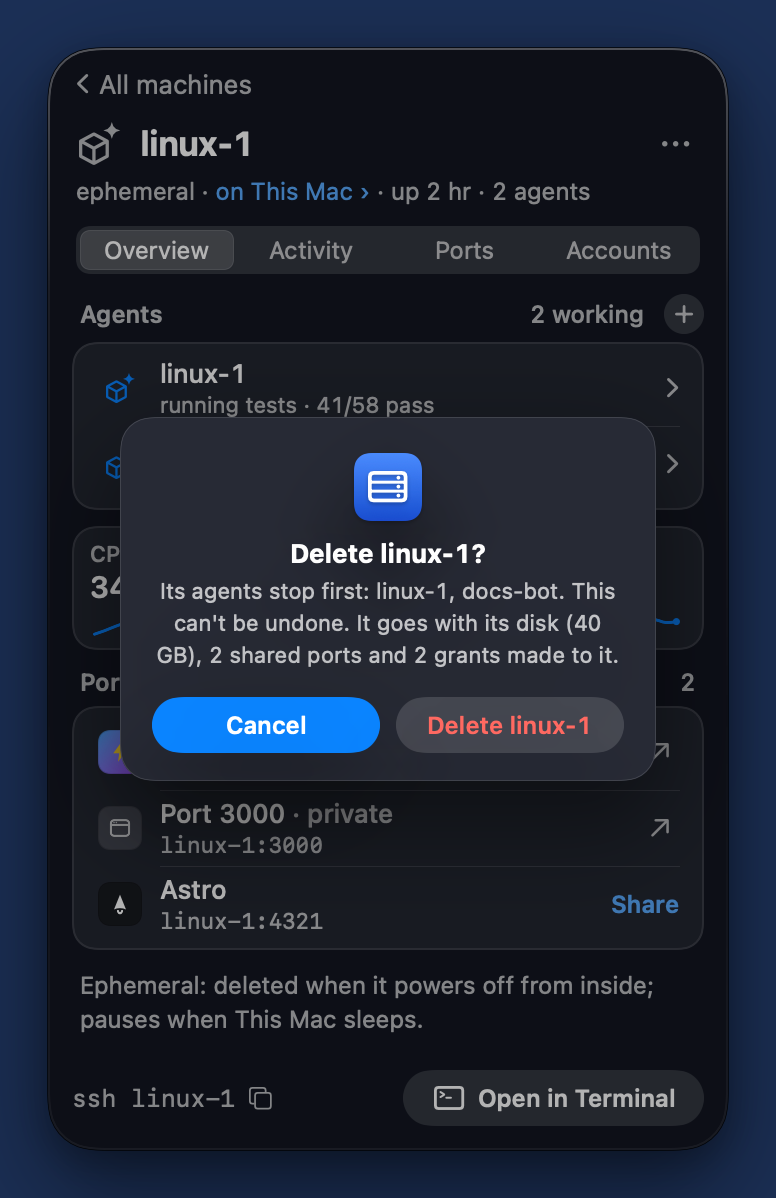 All machines
linux-1
ephemeral · on This Mac › · up 2 hr · 2 agents
Overview Activity Ports Accounts
Agents 2 working
linux-1
running tests · 41/58 pass
Delete linux-1?
Its agents stop first: linux-1, docs-bot. This
can't be undone. It goes with its disk (40
GB), 2 shared ports and 2 grants made to it.
Cancel Delete linux-1
2
Port 3000 · private
linux-1:3000
Astro
linux-1:4321
Share
Ephemeral: deleted when it powers off from inside;
pauses when This Mac sleeps.
ssh linux-1
Open in Terminal